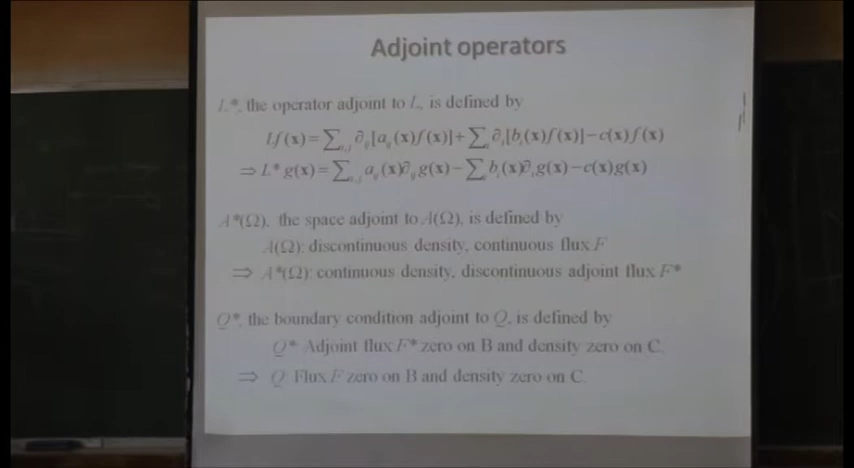 Adjoint operators
L*, the operator adjoint to L, is defined by
Lf(x)=∑i,j ∂ij[aij(x)f(x)]+∑i ∂i[bi(x)f(x)]−c(x)f(x)
⇒ L*g(x)=∑i,j aij(x)∂ijg(x)−∑i bi(x)∂ig(x)−c(x)g(x)
A*(Ω), the space adjoint to A(Ω), is defined by
A(Ω): discontinuous density, continuous flux F
⇒ A*(Ω): continuous density, discontinuous adjoint flux F*
Q*, the boundary condition adjoint to Q, is defined by
Q*: Adjoint flux F* zero on B and density zero on C.
⇒ Q: Flux F zero on B and density zero on C.